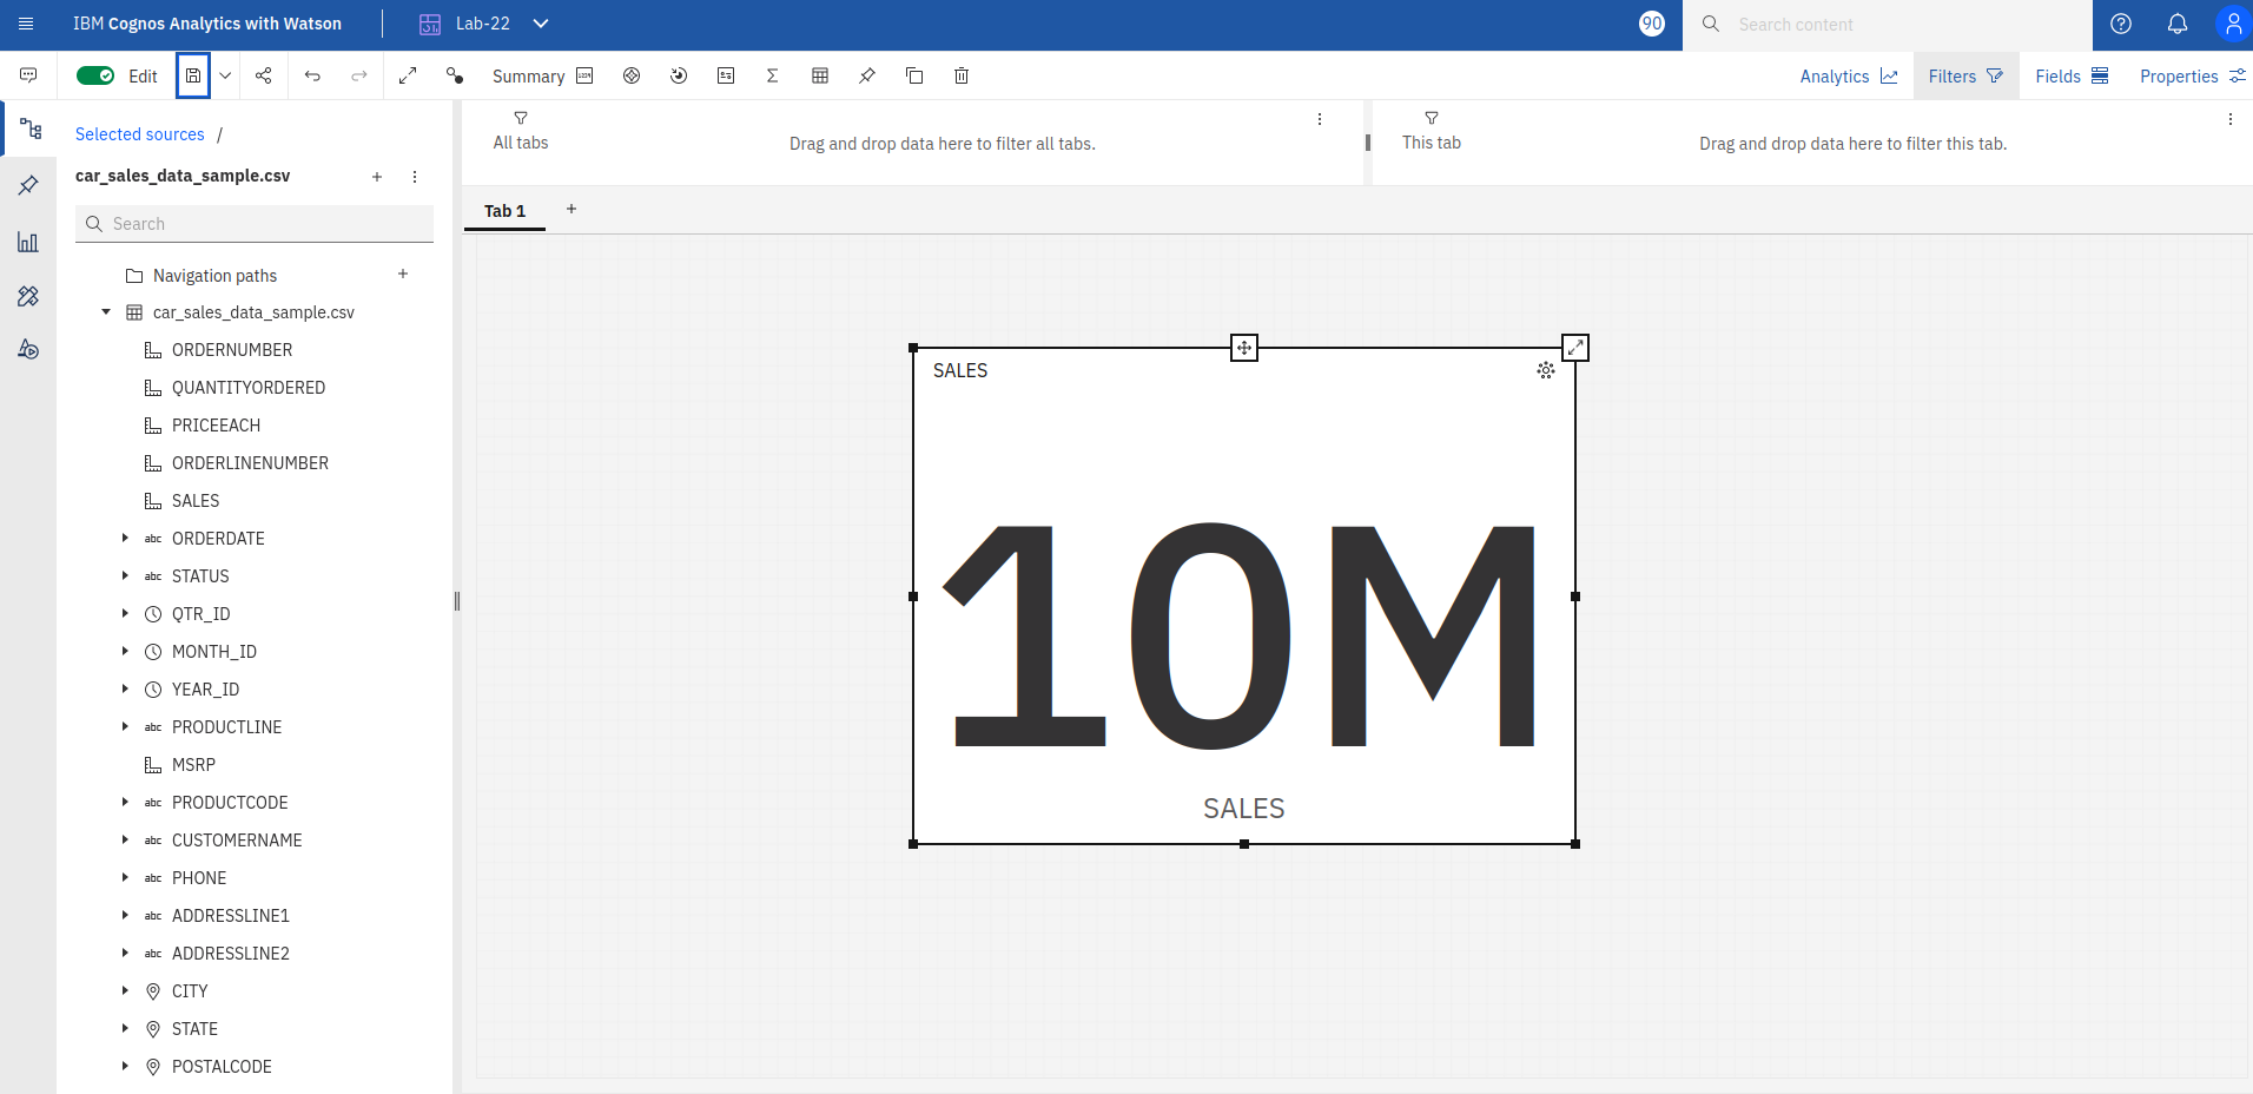 IBM Cognos Analytics with Watson
Lab-22
90
Search content
Edit
Summary
Analytics
Filters
Fields
Properties
Selected sources /
car_sales_data_sample.csv
Search
Navigation paths
car_sales_data_sample.csv
ORDERNUMBER
QUANTITYORDERED
PRICEEACH
ORDERLINENUMBER
SALES
abc ORDERDATE
abc STATUS
QTR_ID
MONTH_ID
YEAR_ID
abc PRODUCTLINE
MSRP
abc PRODUCTCODE
abc CUSTOMERNAME
abc PHONE
abc ADDRESSLINE1
abc ADDRESSLINE2
CITY
STATE
POSTALCODE
All tabs
Drag and drop data here to filter all tabs.
This tab
Drag and drop data here to filter this tab.
Tab 1
SALES
10M
SALES